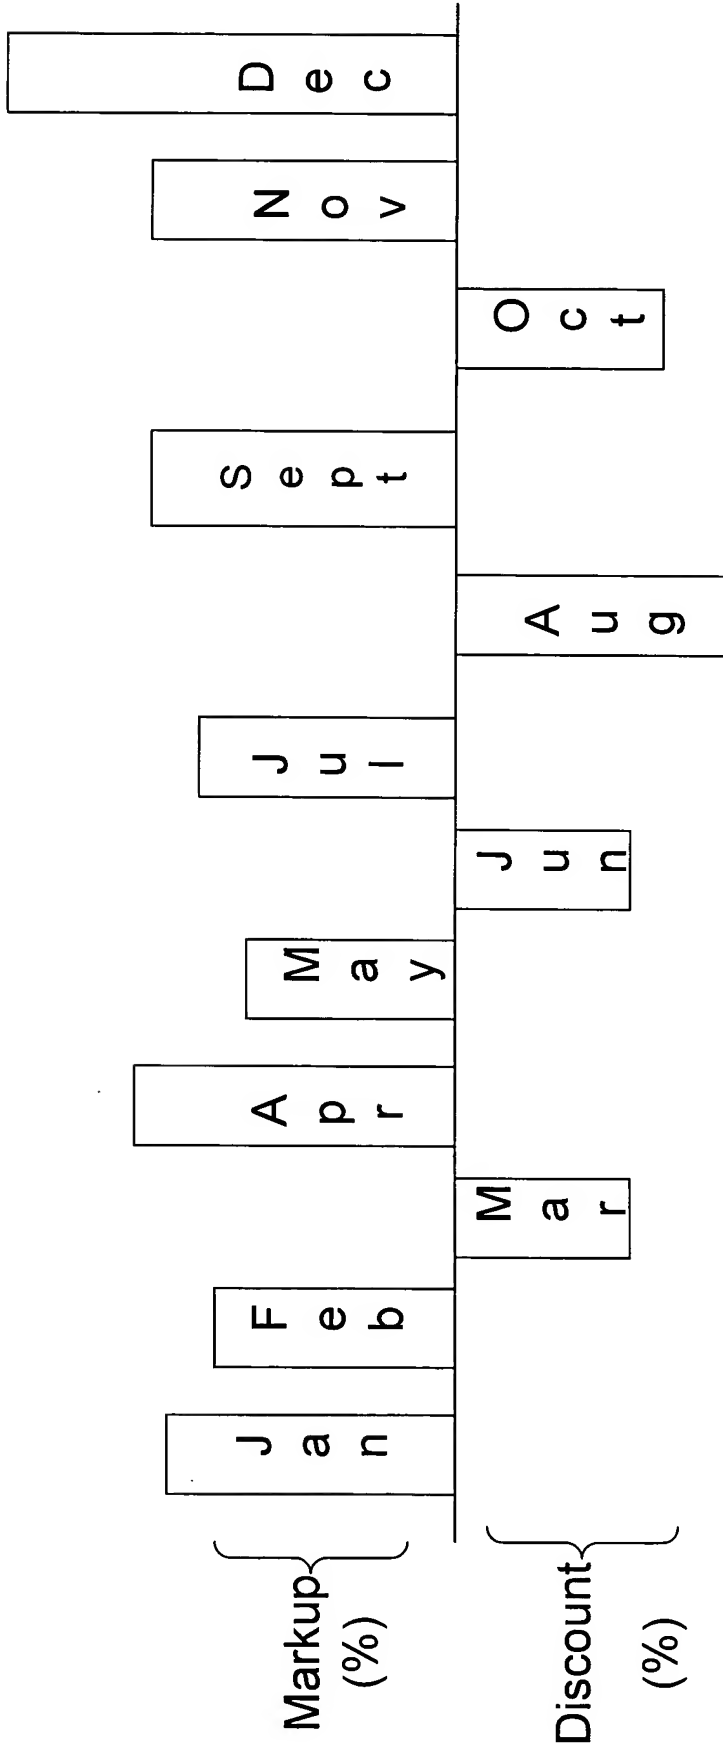 Markup
(%)
Discount
(%)
Jan
Feb
Mar
Apr
May
Jun
Jul
Aug
Sept
Oct
Nov
Dec